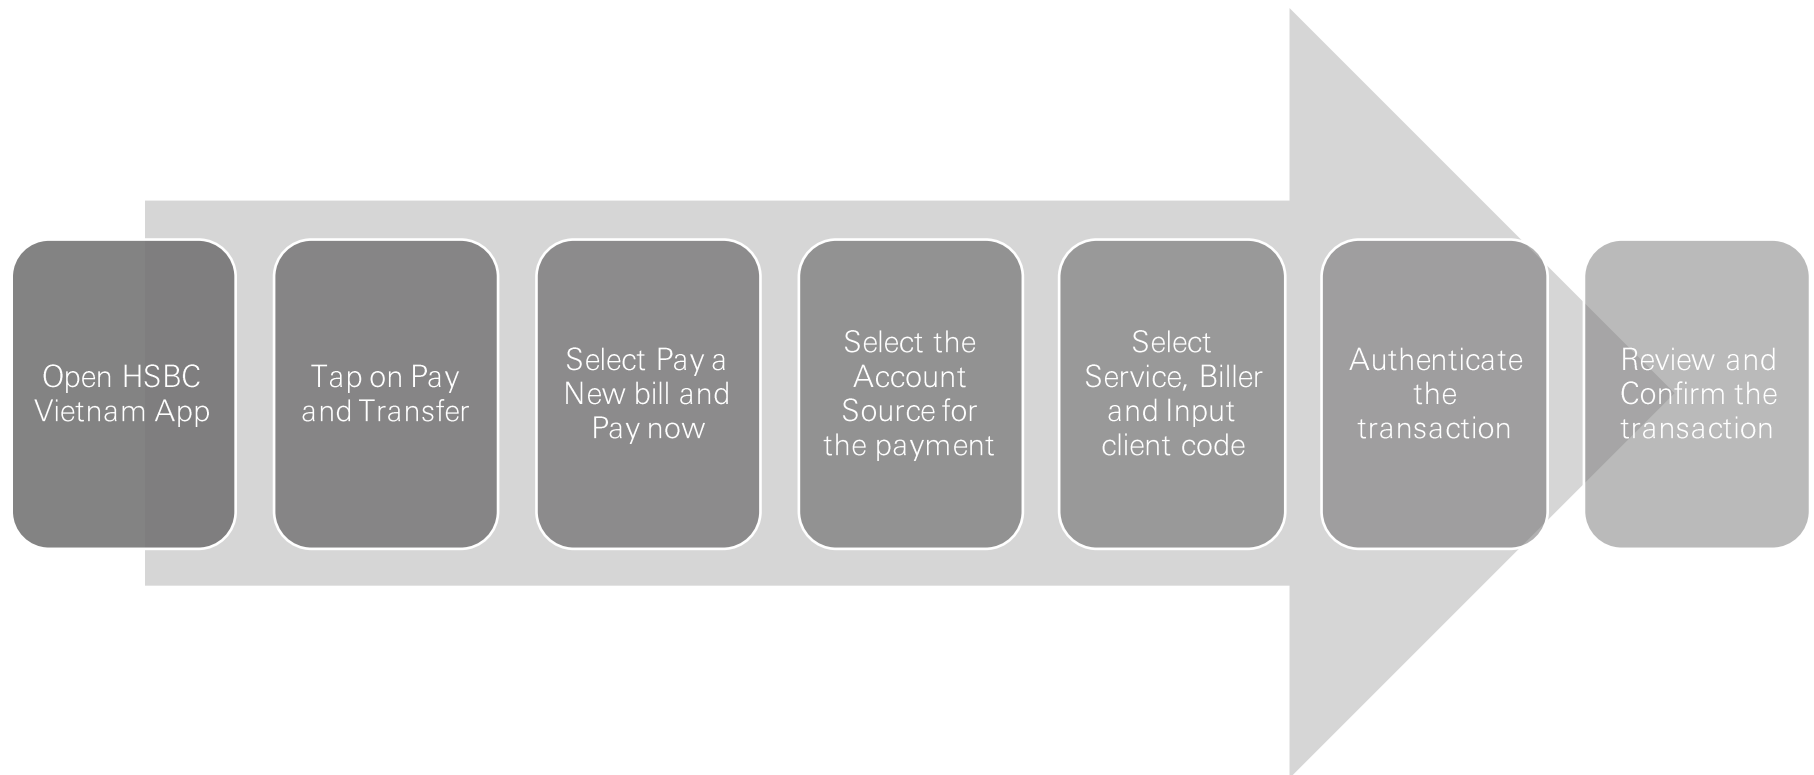 Open HSBC
Vietnam App
Tap on Pay
and Transfer
Select Pay a
New bill and
Pay now
Select the
Account
Source for
the payment
Select
Service, Biller
and Input
client code
Authenticate
the
transaction
Review and
Confirm the
transaction